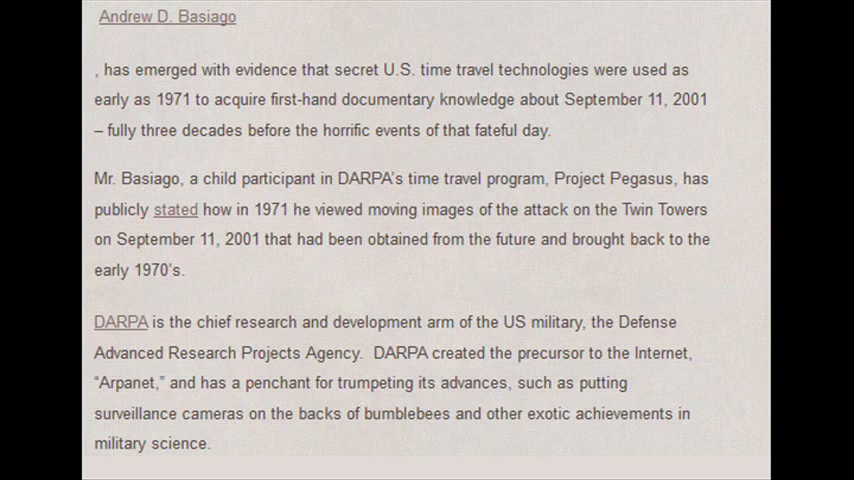 Andrew D. Basiago
, has emerged with evidence that secret U.S. time travel technologies were used as
early as 1971 to acquire first-hand documentary knowledge about September 11, 2001
– fully three decades before the horrific events of that fateful day.
Mr. Basiago, a child participant in DARPA's time travel program, Project Pegasus, has
publicly stated how in 1971 he viewed moving images of the attack on the Twin Towers
on September 11, 2001 that had been obtained from the future and brought back to the
early 1970's.
DARPA is the chief research and development arm of the US military, the Defense
Advanced Research Projects Agency.  DARPA created the precursor to the Internet,
“Arpanet,” and has a penchant for trumpeting its advances, such as putting
surveillance cameras on the backs of bumblebees and other exotic achievements in
military science.